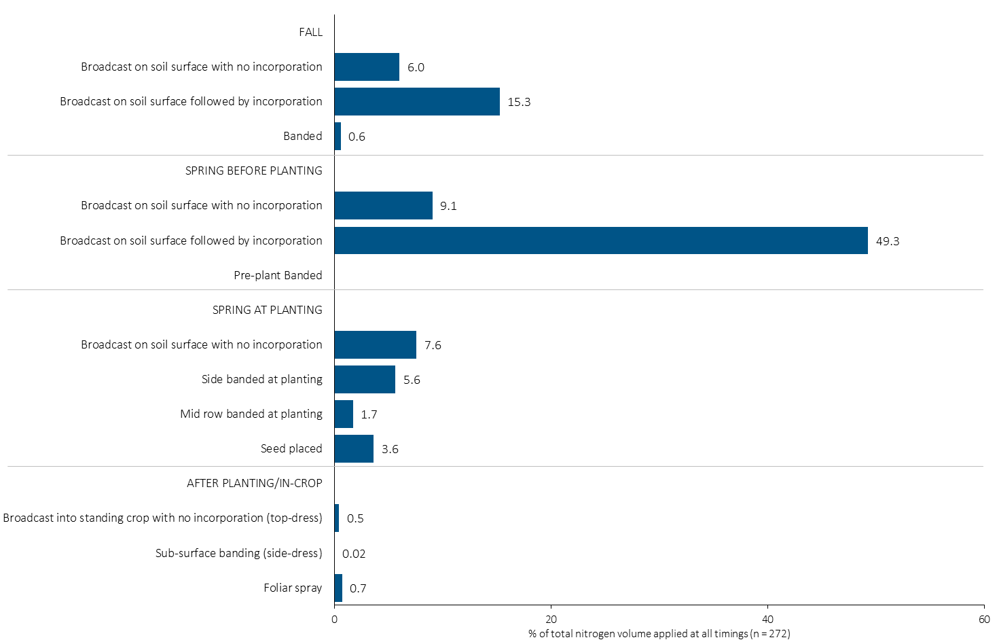 FALL
Broadcast on soil surface with no incorporation 6.0
Broadcast on soil surface followed by incorporation 15.3
Banded 0.6
SPRING BEFORE PLANTING
Broadcast on soil surface with no incorporation 9.1
Broadcast on soil surface followed by incorporation 49.3
Pre-plant Banded
SPRING AT PLANTING
Broadcast on soil surface with no incorporation 7.6
Side banded at planting 5.6
Mid row banded at planting 1.7
Seed placed 3.6
AFTER PLANTING/IN-CROP
Broadcast into standing crop with no incorporation (top-dress) 0.5
Sub-surface banding (side-dress) 0.02
Foliar spray 0.7
0 20 40 60
% of total nitrogen volume applied at all timings (n = 272)